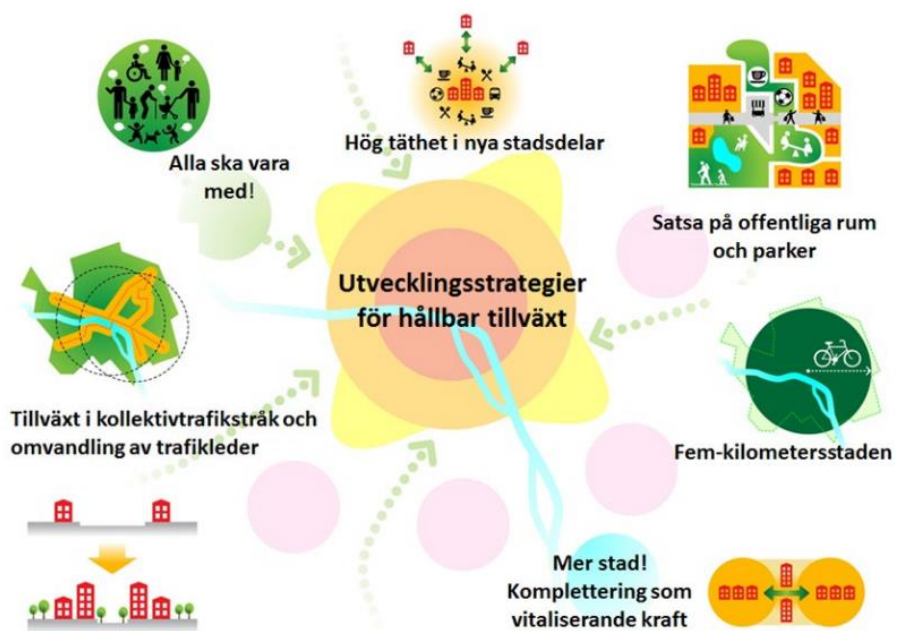 Hög täthet i nya stadsdelar
Alla ska vara
med!
Satsa på offentliga rum
och parker
Utvecklingsstrategier
för hållbar tillväxt
Tillväxt i kollektivtrafikstråk och
omvandling av trafikleder
Fem-kilometersstaden
Mer stad!
Komplettering som
vitaliserande kraft